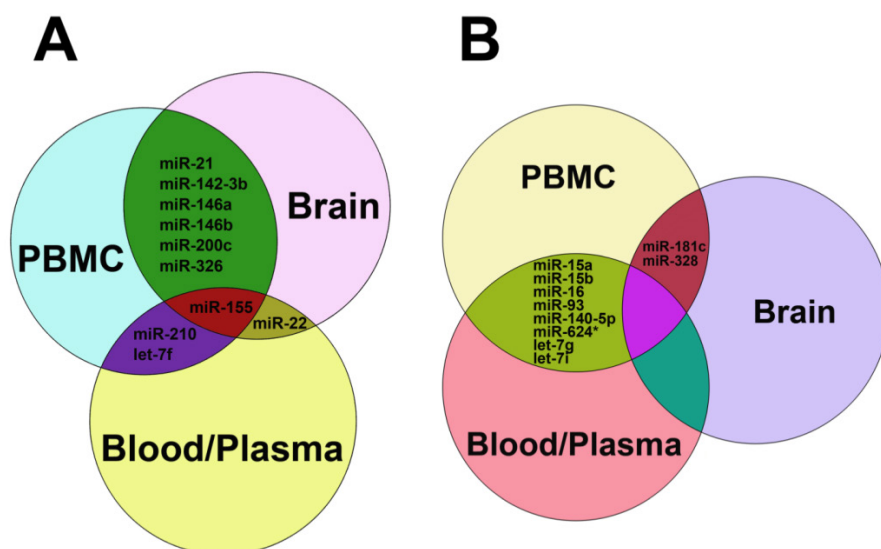 A
miR-21
miR-142-3b
miR-146a
miR-146b
miR-200c
miR-326
Brain
PBMC
miR-155
miR-22
miR-210
let-7f
Blood/Plasma
B
PBMC
miR-181c
miR-328
miR-15a
miR-15b
miR-16
miR-93
miR-140-5p
miR-624*
let-7g
let-7i
Brain
Blood/Plasma